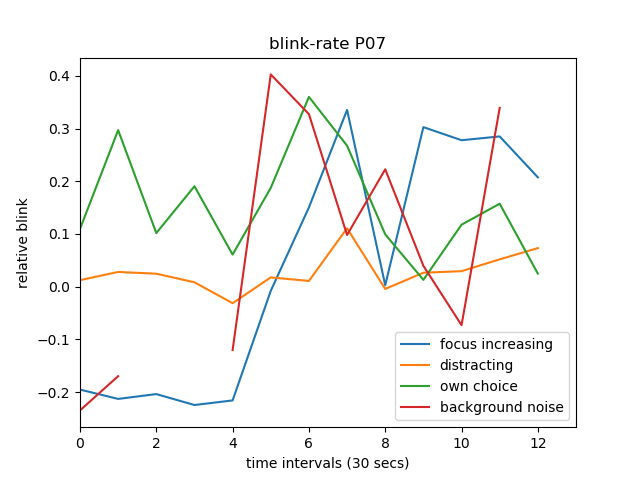 blink-rate P07
0.4
0.3
0.2
0.1
0.0
−0.1
−0.2
relative blink
0
2
4
6
8
10
12
time intervals (30 secs)
focus increasing
distracting
own choice
background noise